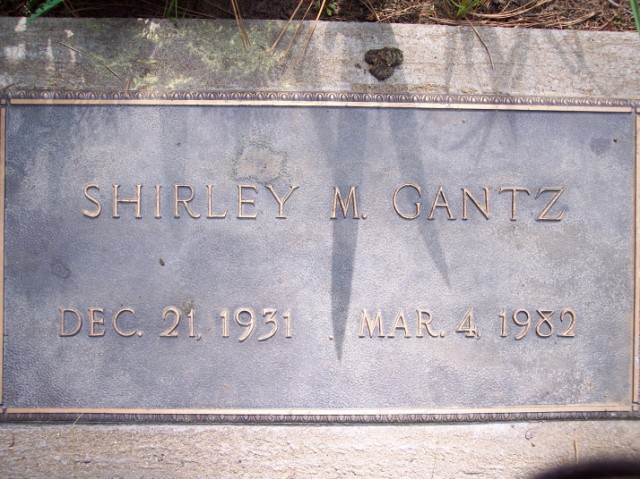 SHIRLEY M. GANTZ
DEC. 21, 1931 MAR. 4, 1982